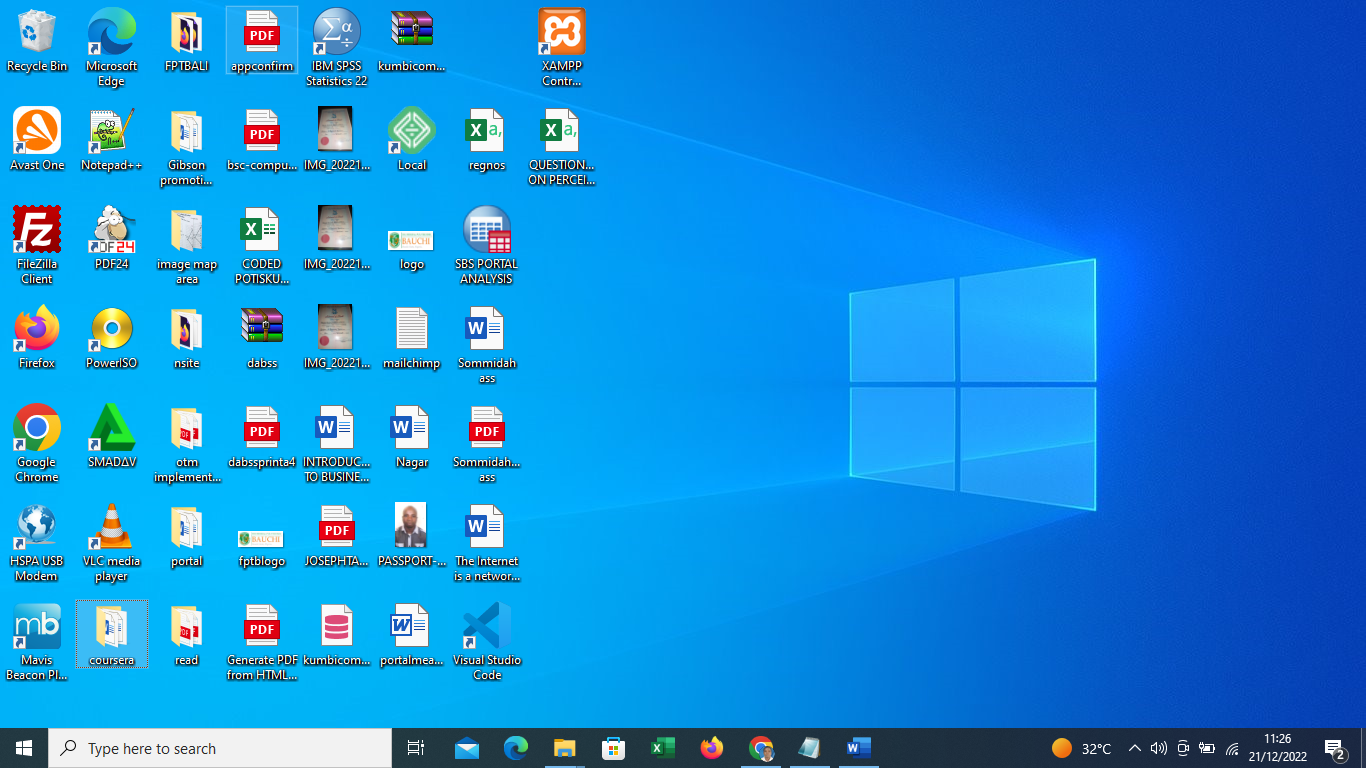 Recycle Bin
Microsoft
Edge
FPTBALI
PDF
appconfirm
Σα
÷
IBM SPSS
Statistics 22
kumbicom...
XAMPP
Contr...
Avast One
Notepad++
Gibson
promoti...
PDF
bsc-compu...
IMG_20221...
Local
X a,
regnos
X a,
QUESTION...
ON PERCEI...
Fz
FileZilla
Client
PDF24
PDF24
image map
area
X
CODED
POTISKU...
IMG_20221...
BAUCHI
logo
SBS PORTAL
ANALYSIS
Firefox
PowerISO
nsite
dabss
IMG_20221...
mailchimp
W
Sommidah
ass
Google
Chrome
SMADΔV
otm
implement...
PDF
dabssprinta4
W
INTRODUC...
TO BUSINE...
W
Nagar
PDF
Sommidah...
ass
HSPA USB
Modem
VLC media
player
portal
BAUCHI
fptblogo
PDF
JOSEPHTA...
PASSPORT-...
W
The Internet
is a networ...
mb
Mavis
Beacon Pl...
coursera
read
PDF
Generate PDF
from HTML...
kumbicom...
W
portalmea...
Visual Studio
Code
Type here to search
X
W
32°C
11:26
21/12/2022
2